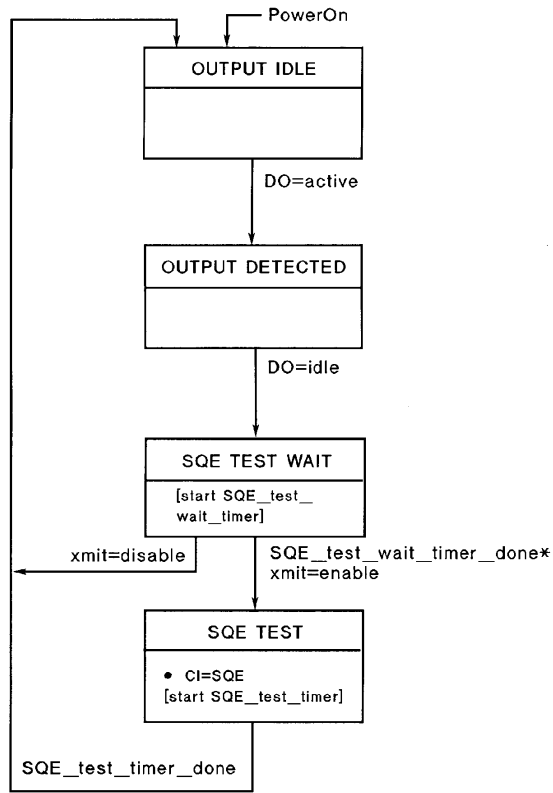 PowerOn
OUTPUT IDLE
DO=active
OUTPUT DETECTED
DO=idle
SQE TEST WAIT
[start SQE_test_
wait_timer]
xmit=disable
SQE_test_wait_timer_done*
xmit=enable
SQE TEST
• CI=SQE
[start SQE_test_timer]
SQE_test_timer_done